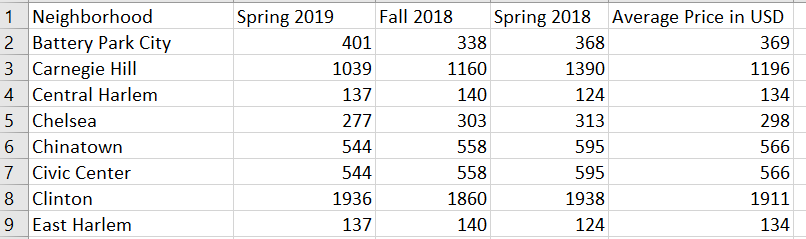 1 Neighborhood Spring 2019 Fall 2018 Spring 2018 Average Price in USD
2 Battery Park City 401 338 368 369
3 Carnegie Hill 1039 1160 1390 1196
4 Central Harlem 137 140 124 134
5 Chelsea 277 303 313 298
6 Chinatown 544 558 595 566
7 Civic Center 544 558 595 566
8 Clinton 1936 1860 1938 1911
9 East Harlem 137 140 124 134